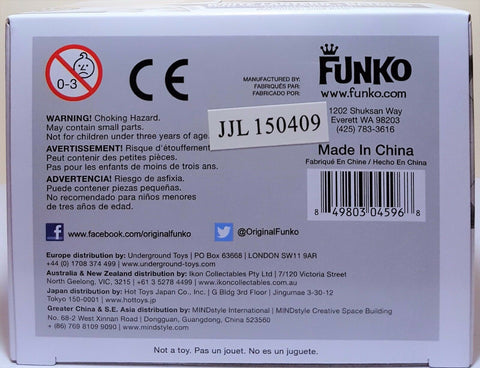 0-3
CE
MANUFACTURED BY:
FABRIQUÉS PAR:
FABRICADO POR:
FUNKO
www.funko.com
1202 Shuksan Way
Everett WA 98203
(425) 783-3616
JJL 150409
WARNING! Choking Hazard.
May contain small parts.
Not for children under three years of age.
AVERTISSEMENT! Risque d'étouffement
Peut contenir des petites pièces.
Pas pour les enfants de moins de trois ans.
ADVERTENCIA! Riesgo de asfixia.
Puede contener piezas pequeñas.
No recomendado para niños menores
de tres años de edad.
Made In China
Fabriqué En Chine / Hecho En China
8 49803 04596 8
www.facebook.com/originalfunko
@OriginalFunko
Europe distribution by: Underground Toys | PO Box 63668 | LONDON SW11 9AR
+44 (0) 1708 374 499 | www.underground-toys.com
Australia & New Zealand distribution by: Ikon Collectables Pty Ltd | 7/120 Victoria Street
North Geelong, VIC, 3215 | +61 3 5278 4499 | www.ikoncollectables.com.au
Japan distribution by: Hot Toys Japan Co., Inc. | G Bldg 3rd Floor | Jingumae 3-30-12
Tokyo 150-0001 | www.hottoys.jp
Greater China & S.E. Asia distribution by: MINDstyle International | MINDstyle Creative Space Building
No. 68-2 West Xinnan Road | Dongguan, Guangdong, China 523560
+ (86) 769 8109 9090 | www.mindstyle.com
Not a toy. Pas un jouet. No es un juguete.